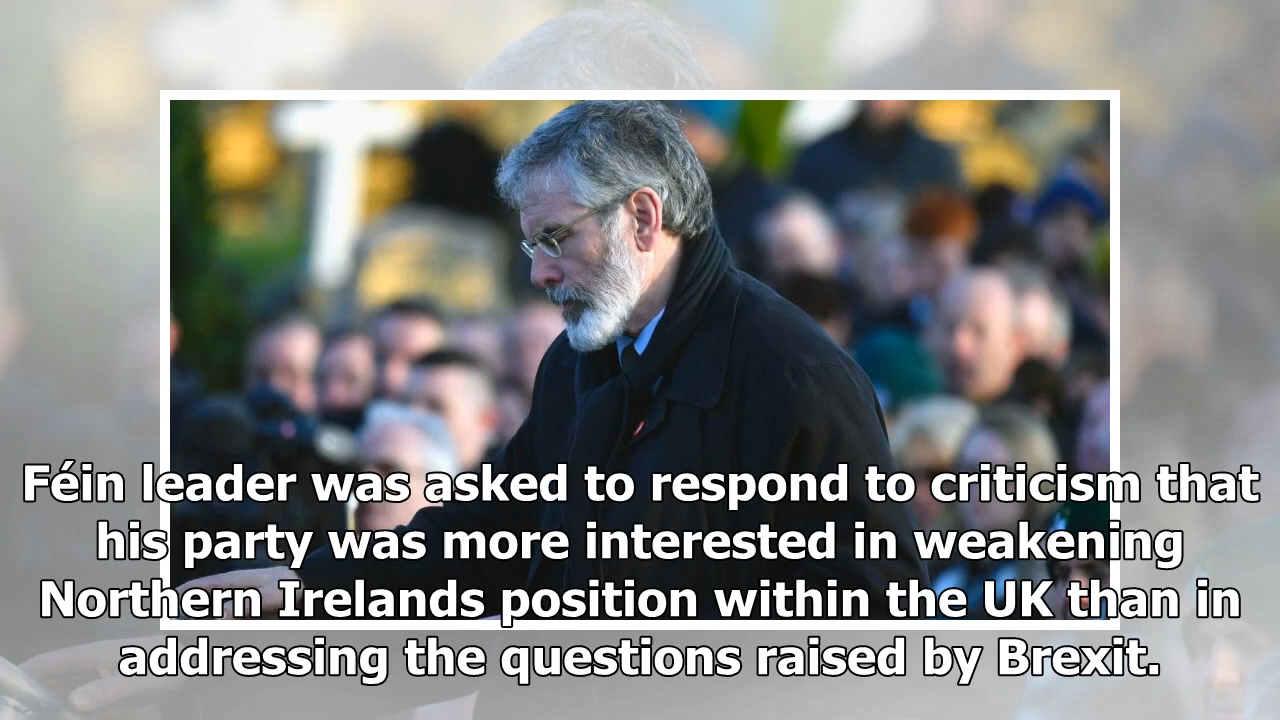 Féin leader was asked to respond to criticism that
his party was more interested in weakening
Northern Irelands position within the UK than in
addressing the questions raised by Brexit.